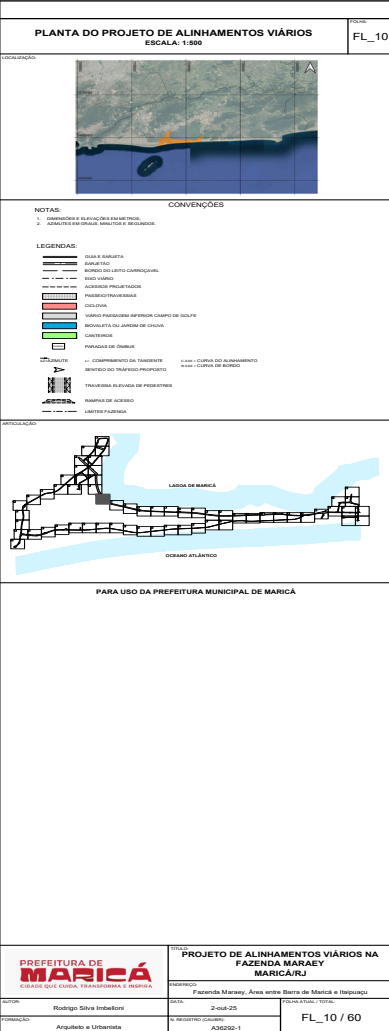 PLANTA DO PROJETO DE ALINHAMENTOS VIÁRIOS
ESCALA: 1:500
FOLHA:
FL_10
LOCALIZAÇÃO:
CONVENÇÕES
NOTAS:
1. DIMENSÕES E ELEVAÇÕES EM METROS;
2. AZIMUTES EM GRAUS, MINUTOS E SEGUNDOS.
LEGENDAS:
GUIA E SARJETA
SARJETÃO
BORDO DO LEITO CARROÇÁVEL
EIXO VIÁRIO
ACESSOS PROJETADOS
PASSEIO/TRAVESSIAS
CICLOVIA
VIÁRIO PASSAGEM INFERIOR CAMPO DE GOLFE
BIOVALETA OU JARDIM DE CHUVA
CANTEIROS
PARADAS DE ÔNIBUS
AZIMUTE
L= COMPRIMENTO DA TANGENTE
= CURVA DO ALINHAMENTO
= CURVA DE BORDO
SENTIDO DO TRÁFEGO PROPOSTO
TRAVESSIA ELEVADA DE PEDESTRES
RAMPAS DE ACESSO
LIMITES FAZENDA
ARTICULAÇÃO:
LAGOA DE MARICÁ
OCEANO ATLÂNTICO
PARA USO DA PREFEITURA MUNICIPAL DE MARICÁ
PREFEITURA DE
MARICÁ
CIDADE QUE CUIDA, TRANSFORMA E INSPIRA
TÍTULO:
PROJETO DE ALINHAMENTOS VIÁRIOS NA
FAZENDA MARAEY
MARICÁ/RJ
ENDEREÇO:
Fazenda Maraey, Área entre Barra de Maricá e Itaipuaçu
AUTOR:
Rodrigo Silva Imbelloni
DATA:
2-out-25
FOLHA ATUAL / TOTAL:
FL_10 / 60
FORMAÇÃO:
Arquiteto e Urbanista
N. REGISTRO (CAU/BR):
A36292-1